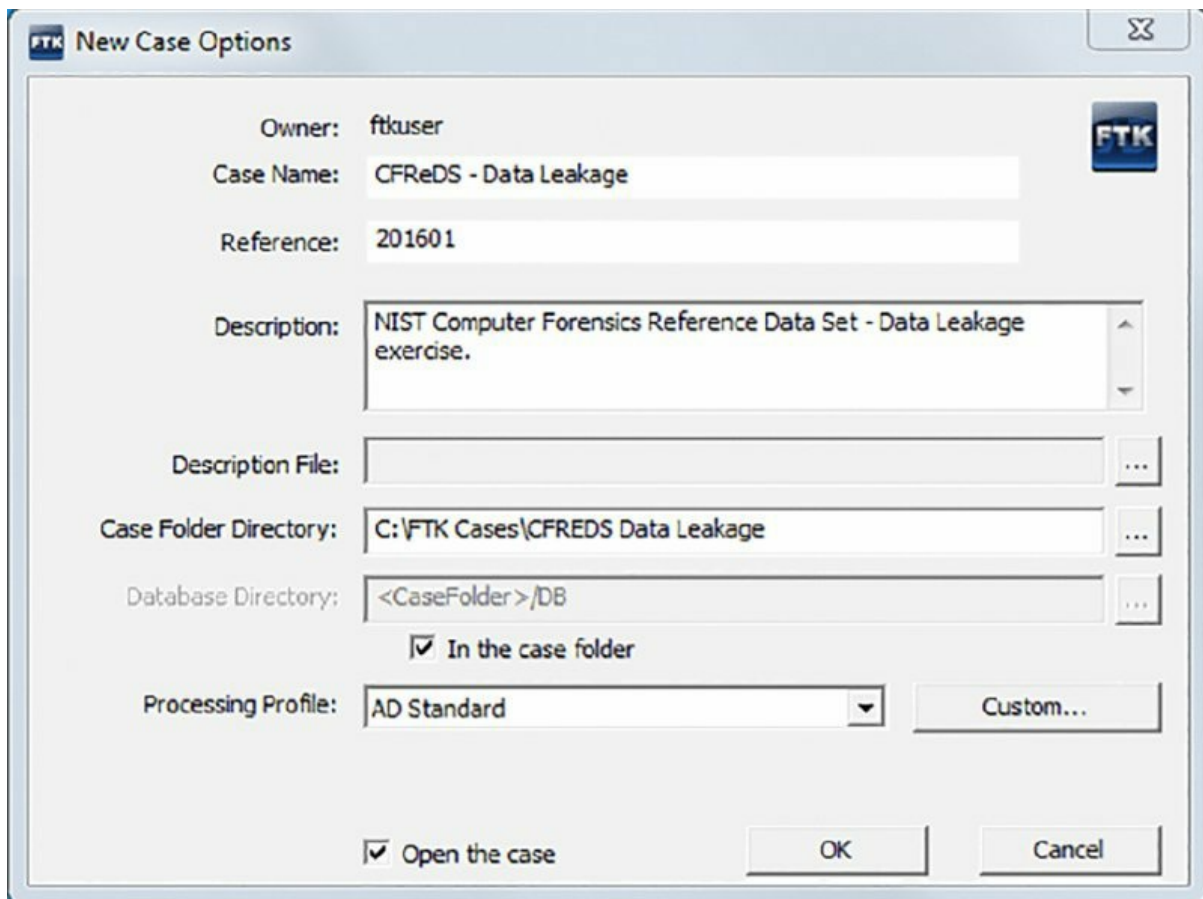 FTK New Case Options
FTK
Owner: ftkuser
Case Name: CFReDS - Data Leakage
Reference: 201601
Description: NIST Computer Forensics Reference Data Set - Data Leakage
exercise.
Description File: ...
Case Folder Directory: C:\FTK Cases\CFREDS Data Leakage ...
Database Directory: <CaseFolder>/DB ...
In the case folder
Processing Profile: AD Standard Custom...
Open the case OK Cancel